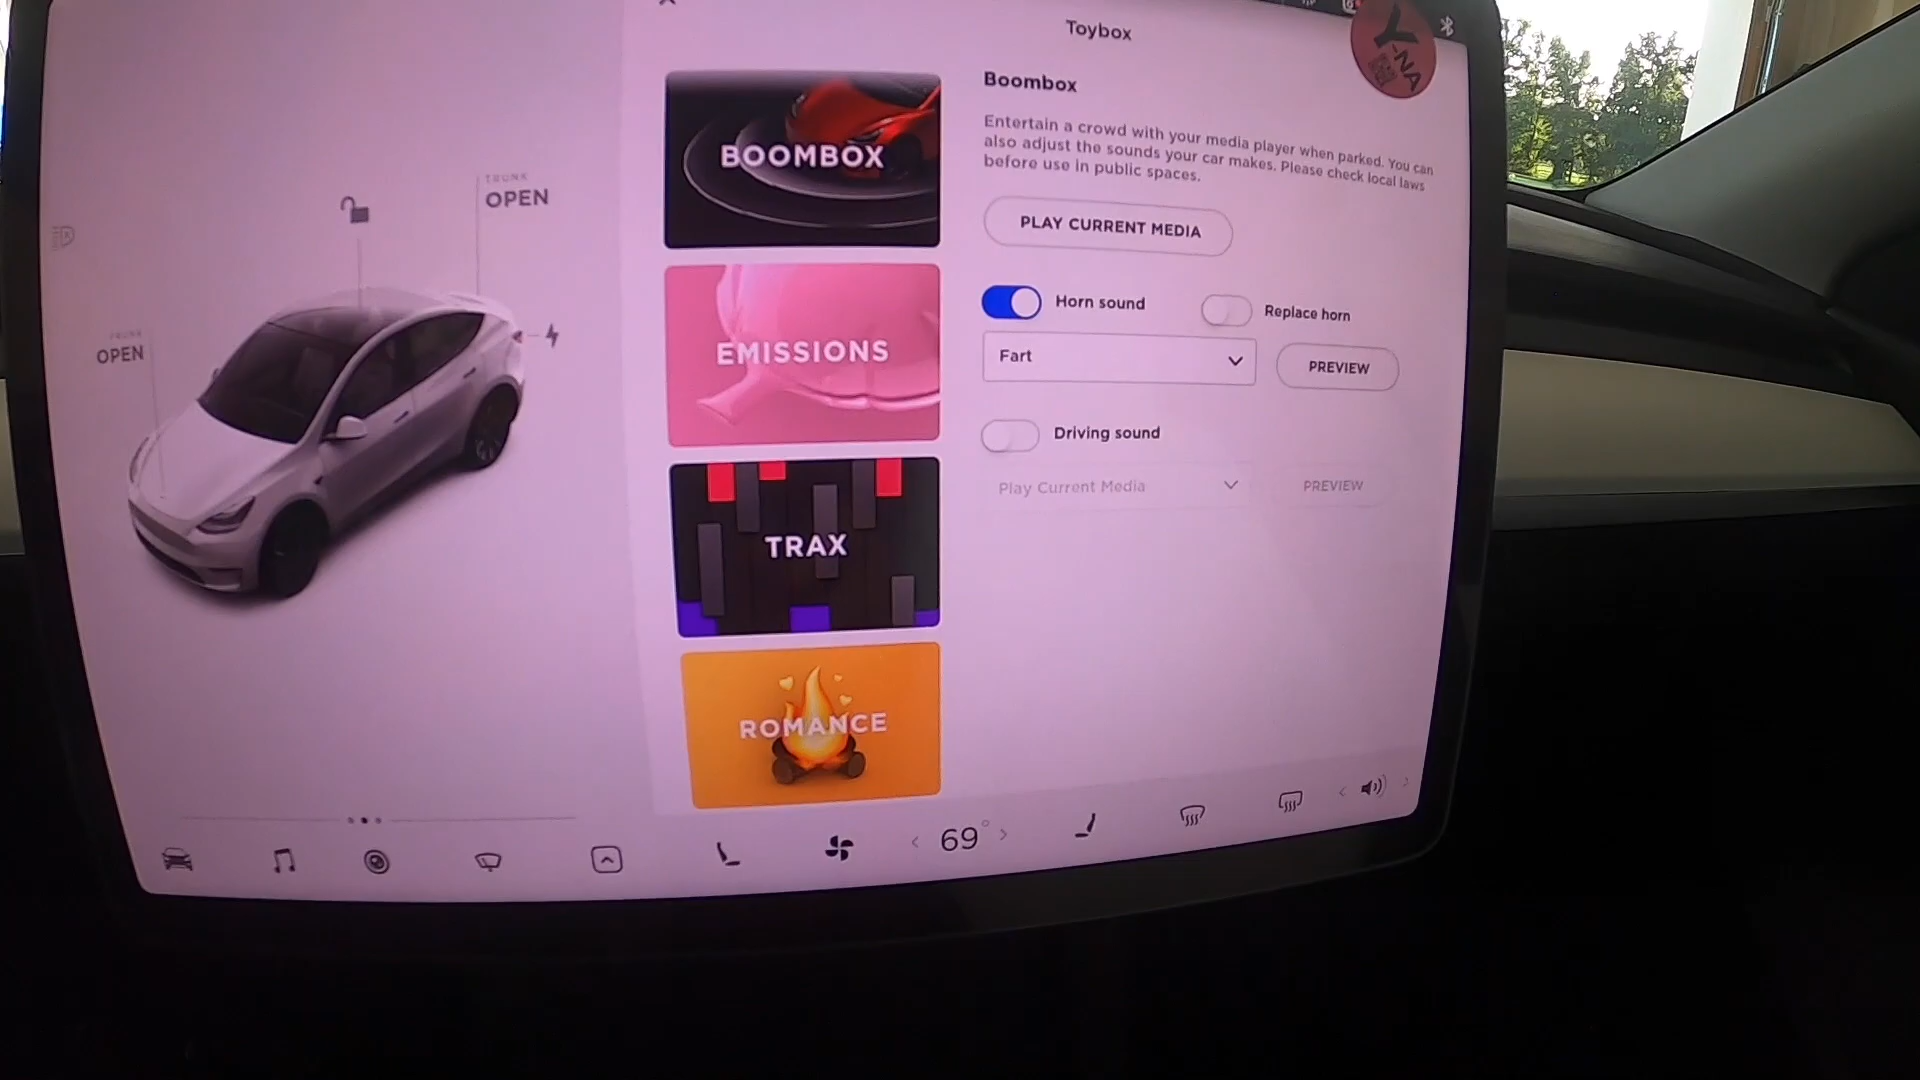 Toybox
Y-NA
Boombox
Entertain a crowd with your media player when parked. You can
also adjust the sounds your car makes. Please check local laws
before use in public spaces.
PLAY CURRENT MEDIA
Horn sound
Replace horn
Fart
PREVIEW
Driving sound
Play Current Media
PREVIEW
BOOMBOX
EMISSIONS
TRAX
ROMANCE
TRUNK
OPEN
FRUNK
OPEN
69°